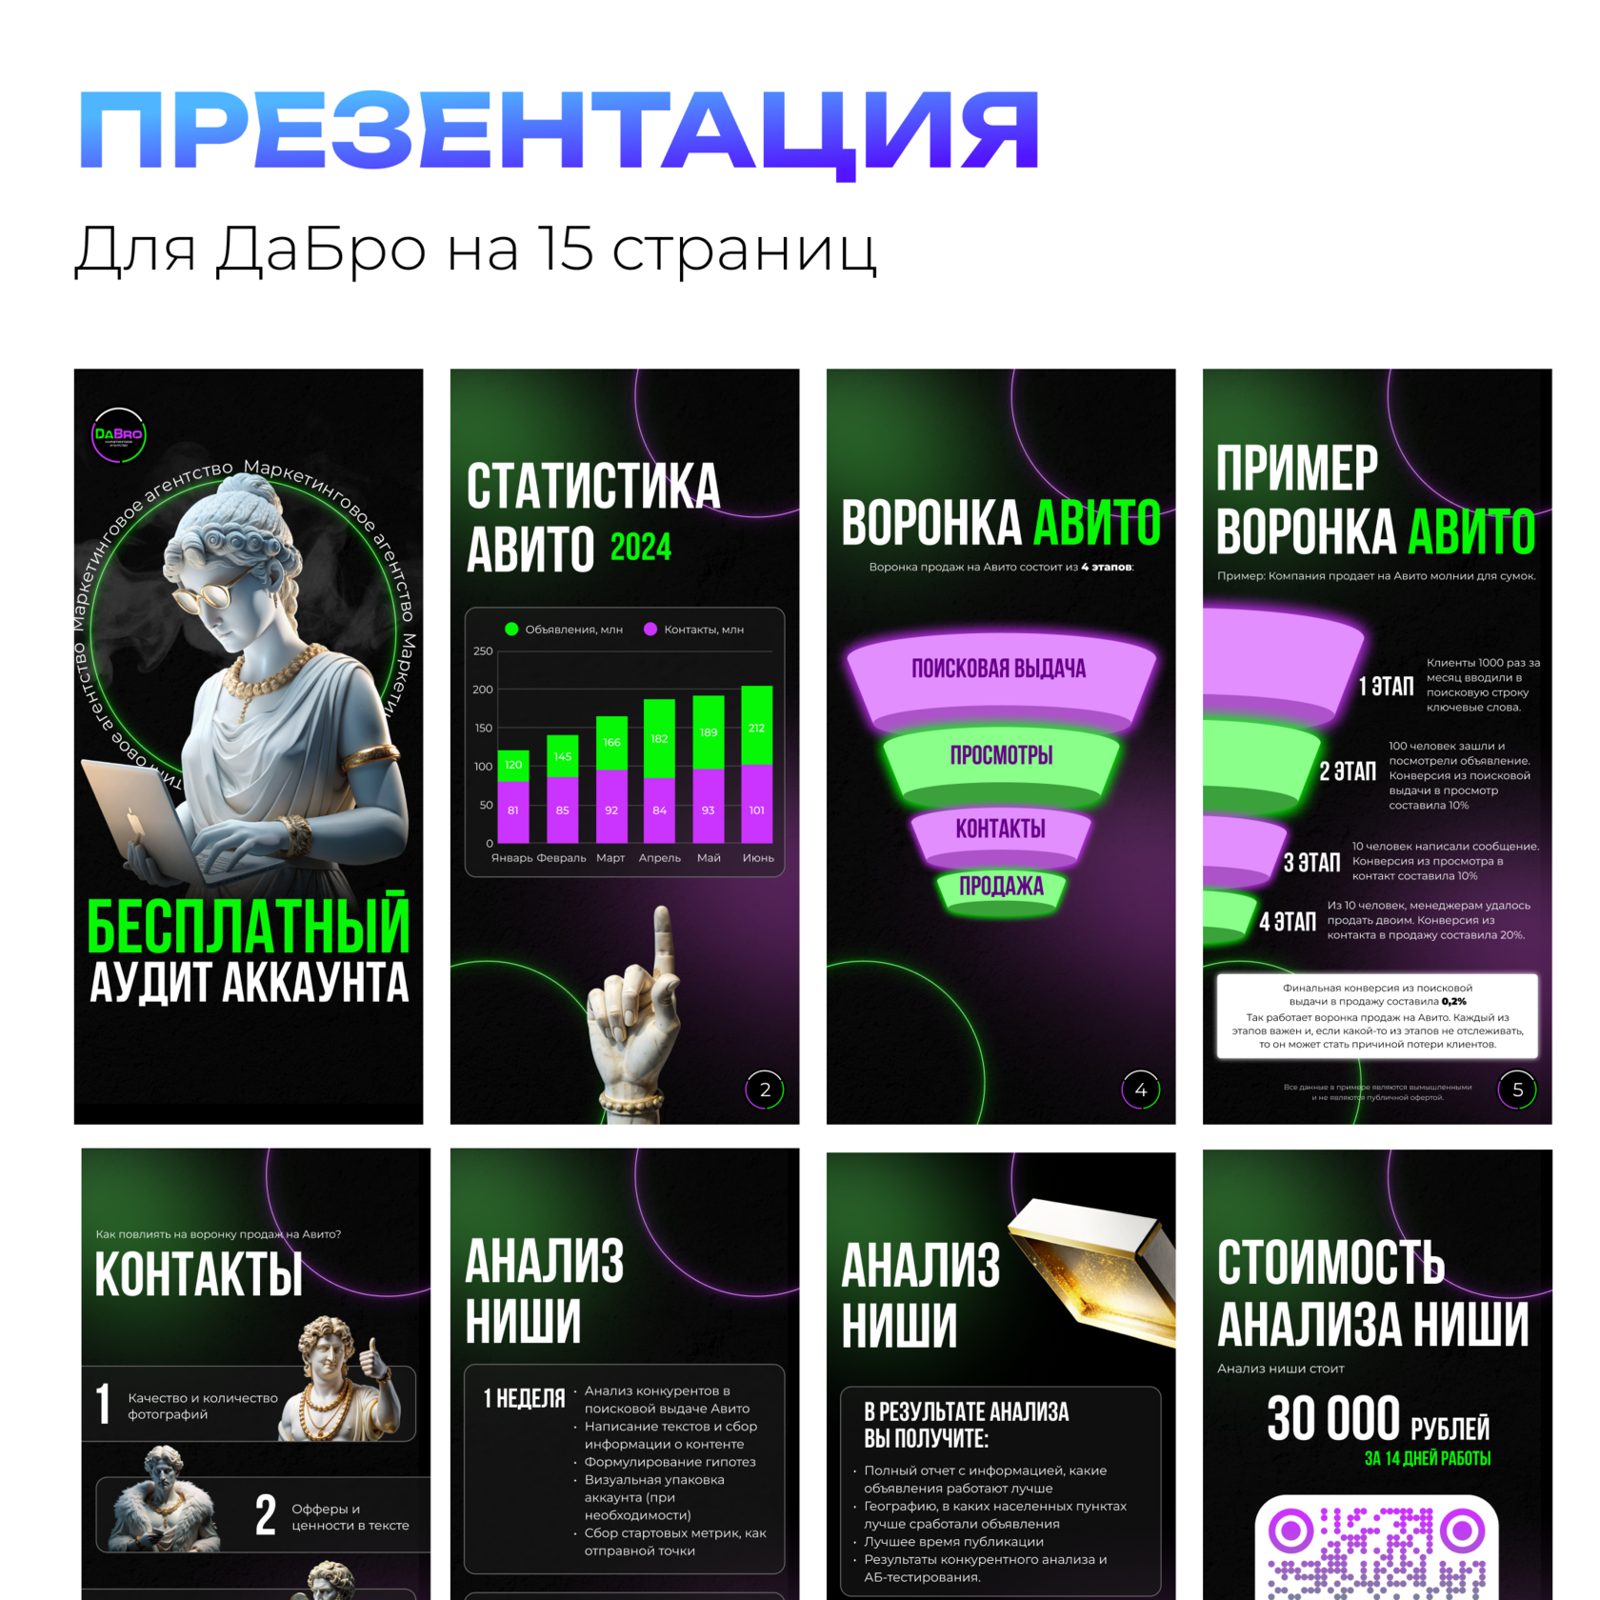 ПРЕЗЕНТАЦИЯ
Для ДаБро на 15 страниц
DABRO
Маркетинговое агентство Маркетинговое агентство Маркетинговое агентство
БЕСПЛАТНЫЙ
АУДИТ АККАУНТА
СТАТИСТИКА
АВИТО 2024
Объявления, млн Контакты, млн
250
200
150
100
50
0
120 145 166 182 189 212
81 85 92 84 93 101
Январь Февраль Март Апрель Май Июнь
2
ВОРОНКА АВИТО
Воронка продаж на Авито состоит из 4 этапов:
ПОИСКОВАЯ ВЫДАЧА
ПРОСМОТРЫ
КОНТАКТЫ
ПРОДАЖА
4
ПРИМЕР
ВОРОНКА АВИТО
Пример: Компания продает на Авито молнии для сумок.
1 ЭТАП
Клиенты 1000 раз за
месяц вводили в
поисковую строку
ключевые слова.
2 ЭТАП
100 человек зашли и
посмотрели объявление.
Конверсия из поисковой
выдачи в просмотр
составила 10%
3 ЭТАП
10 человек написали сообщение.
Конверсия из просмотра в
контакт составила 10%
4 ЭТАП
Из 10 человек, менеджерам удалось
продать двоим. Конверсия из
контакта в продажу составила 20%.
Финальная конверсия из поисковой
выдачи в продажу составила 0,2%
Так работает воронка продаж на Авито. Каждый из
этапов важен и, если какой-то из этапов не отслеживать,
то он может стать причиной потери клиентов.
Все данные в примере являются вымышленными
и не являются публичной офертой.
5
Как повлиять на воронку продаж на Авито?
КОНТАКТЫ
1
Качество и количество
фотографий
2
Офферы и
ценности в тексте
АНАЛИЗ
НИШИ
1 НЕДЕЛЯ
• Анализ конкурентов в
поисковой выдаче Авито
• Написание текстов и сбор
информации о контенте
• Формулирование гипотез
• Визуальная упаковка
аккаунта (при
необходимости)
• Сбор стартовых метрик, как
отправной точки
АНАЛИЗ
НИШИ
В РЕЗУЛЬТАТЕ АНАЛИЗА
ВЫ ПОЛУЧИТЕ:
• Полный отчет с информацией, какие
объявления работают лучше
• Географию, в каких населенных пунктах
лучше сработали объявления
• Лучшее время публикации
• Результаты конкурентного анализа и
АБ-тестирования.
СТОИМОСТЬ
АНАЛИЗА НИШИ
Анализ ниши стоит
30 000 РУБЛЕЙ
ЗА 14 ДНЕЙ РАБОТЫ